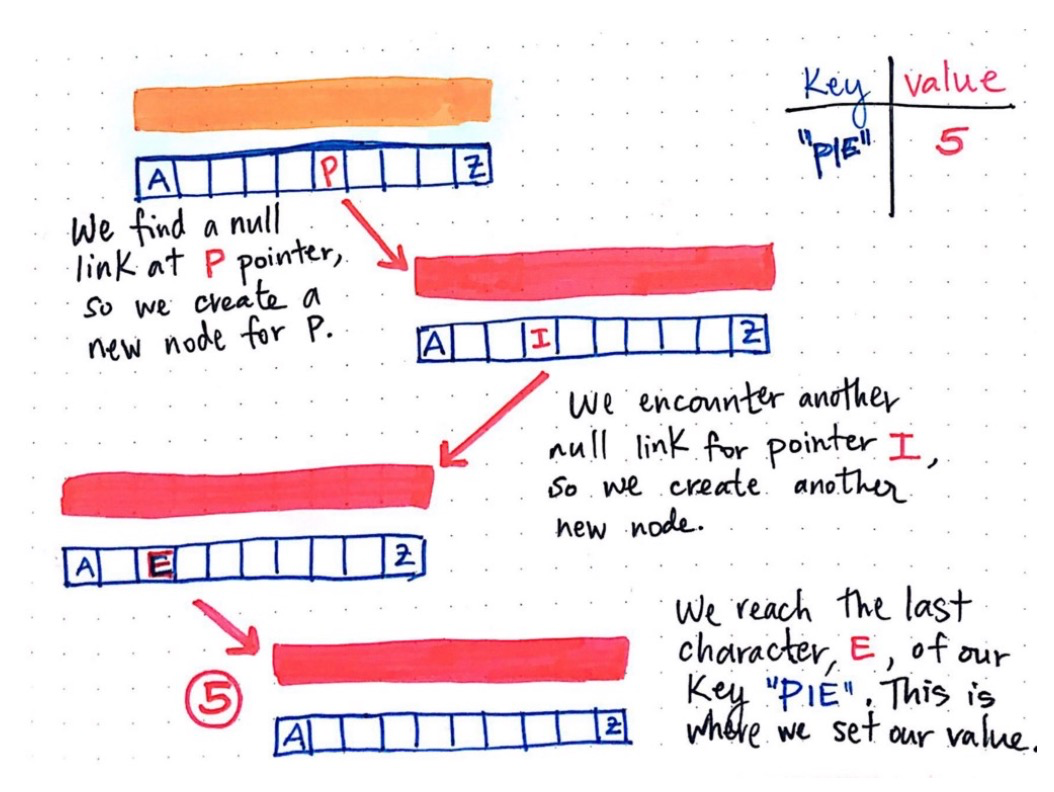 Key value
"PIE" 5
A P Z
We find a null
link at P pointer,
so we create a
new node for P.
A I Z
We encounter another
null link for pointer I,
so we create another
new node.
A E Z
We reach the last
character, E, of our
Key "PIE". This is
where we set our value.
5
A Z